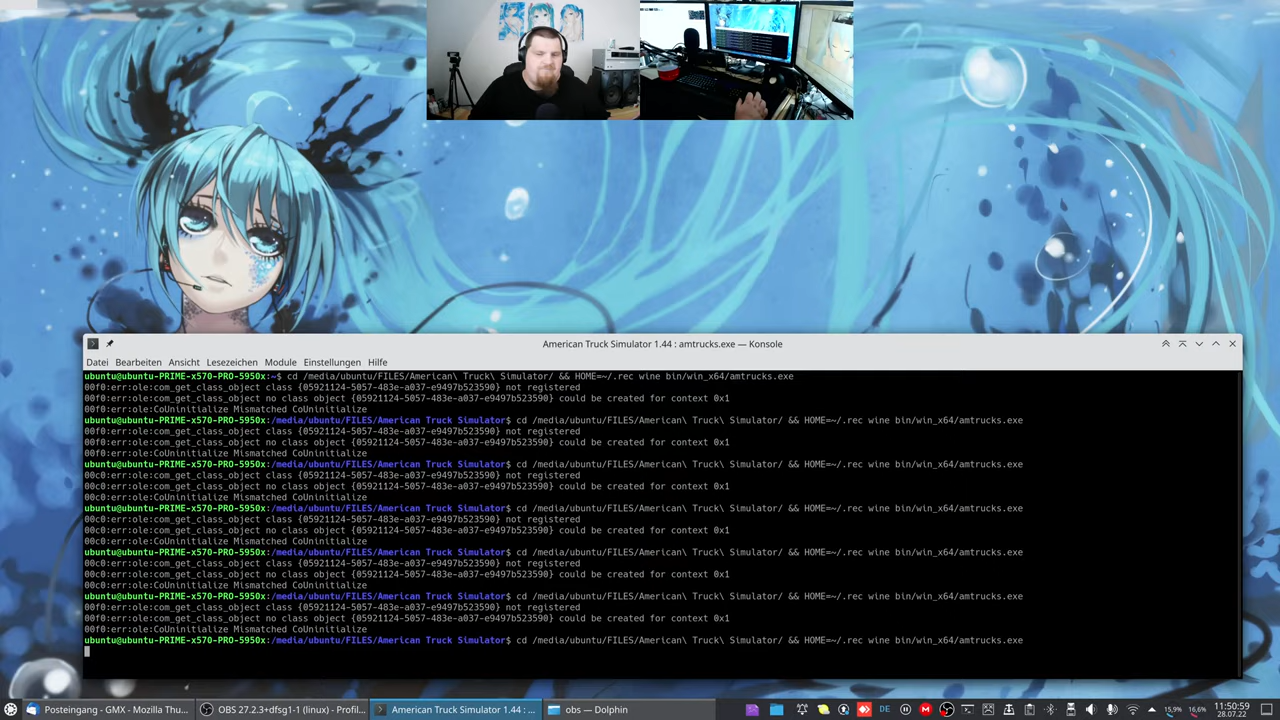 American Truck Simulator 1.44 : amtrucks.exe — Konsole
Datei Bearbeiten Ansicht Lesezeichen Module Einstellungen Hilfe
ubuntu@ubuntu-PRIME-x570-PRO-5950x:~$ cd /media/ubuntu/FILES/American\ Truck\ Simulator/ && HOME=~/.rec wine bin/win_x64/amtrucks.exe
00f0:err:ole:com_get_class_object class {05921124-5057-483e-a037-e9497b523590} not registered
00f0:err:ole:com_get_class_object no class object {05921124-5057-483e-a037-e9497b523590} could be created for context 0x1
00f0:err:ole:CoUninitialize Mismatched CoUninitialize
ubuntu@ubuntu-PRIME-x570-PRO-5950x:/media/ubuntu/FILES/American Truck Simulator$ cd /media/ubuntu/FILES/American\ Truck\ Simulator/ && HOME=~/.rec wine bin/win_x64/amtrucks.exe
00f0:err:ole:com_get_class_object class {05921124-5057-483e-a037-e9497b523590} not registered
00f0:err:ole:com_get_class_object no class object {05921124-5057-483e-a037-e9497b523590} could be created for context 0x1
00f0:err:ole:CoUninitialize Mismatched CoUninitialize
ubuntu@ubuntu-PRIME-x570-PRO-5950x:/media/ubuntu/FILES/American Truck Simulator$ cd /media/ubuntu/FILES/American\ Truck\ Simulator/ && HOME=~/.rec wine bin/win_x64/amtrucks.exe
00c0:err:ole:com_get_class_object class {05921124-5057-483e-a037-e9497b523590} not registered
00c0:err:ole:com_get_class_object no class object {05921124-5057-483e-a037-e9497b523590} could be created for context 0x1
00c0:err:ole:CoUninitialize Mismatched CoUninitialize
ubuntu@ubuntu-PRIME-x570-PRO-5950x:/media/ubuntu/FILES/American Truck Simulator$ cd /media/ubuntu/FILES/American\ Truck\ Simulator/ && HOME=~/.rec wine bin/win_x64/amtrucks.exe
00c0:err:ole:com_get_class_object class {05921124-5057-483e-a037-e9497b523590} not registered
00c0:err:ole:com_get_class_object no class object {05921124-5057-483e-a037-e9497b523590} could be created for context 0x1
00c0:err:ole:CoUninitialize Mismatched CoUninitialize
ubuntu@ubuntu-PRIME-x570-PRO-5950x:/media/ubuntu/FILES/American Truck Simulator$ cd /media/ubuntu/FILES/American\ Truck\ Simulator/ && HOME=~/.rec wine bin/win_x64/amtrucks.exe
00c0:err:ole:com_get_class_object class {05921124-5057-483e-a037-e9497b523590} not registered
00c0:err:ole:com_get_class_object no class object {05921124-5057-483e-a037-e9497b523590} could be created for context 0x1
00c0:err:ole:CoUninitialize Mismatched CoUninitialize
ubuntu@ubuntu-PRIME-x570-PRO-5950x:/media/ubuntu/FILES/American Truck Simulator$ cd /media/ubuntu/FILES/American\ Truck\ Simulator/ && HOME=~/.rec wine bin/win_x64/amtrucks.exe
00f0:err:ole:com_get_class_object class {05921124-5057-483e-a037-e9497b523590} not registered
00f0:err:ole:com_get_class_object no class object {05921124-5057-483e-a037-e9497b523590} could be created for context 0x1
00f0:err:ole:CoUninitialize Mismatched CoUninitialize
ubuntu@ubuntu-PRIME-x570-PRO-5950x:/media/ubuntu/FILES/American Truck Simulator$ cd /media/ubuntu/FILES/American\ Truck\ Simulator/ && HOME=~/.rec wine bin/win_x64/amtrucks.exe
Posteingang - GMX - Mozilla Thu... OBS 27.2.3+dfsg1-1 (linux) - Profil... American Truck Simulator 1.44 : ... obs — Dolphin DE 15,9% 16,6% 11:50:59
28.07.22